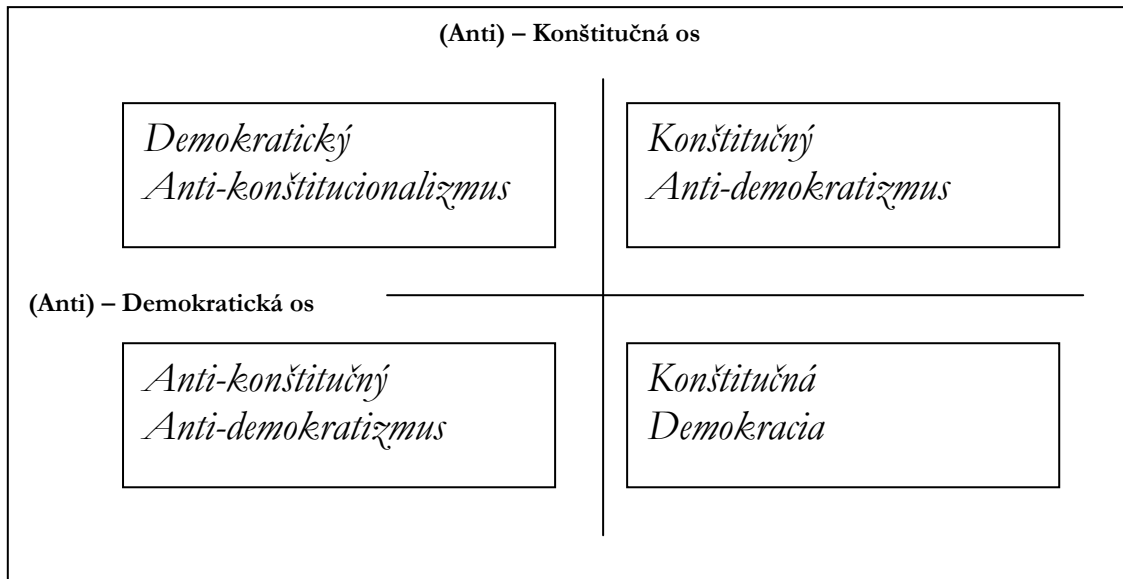 (Anti) – Konštitučná os
Demokratický
Anti-konštitucionalizmus
Konštitučný
Anti-demokratizmus
(Anti) – Demokratická os
Anti-konštitučný
Anti-demokratizmus
Konštitučná
Demokracia